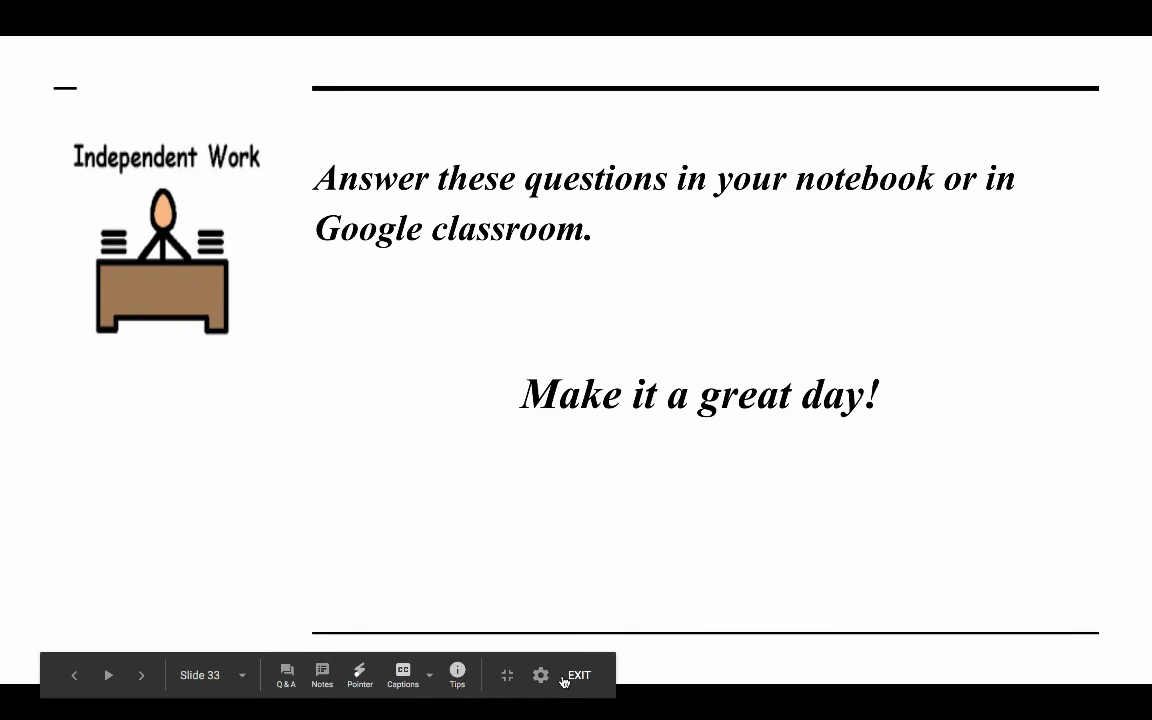 Independent Work
Answer these questions in your notebook or in
Google classroom.
Make it a great day!
Slide 33
Q & A
Notes
Pointer
CC
Captions
Tips
EXIT